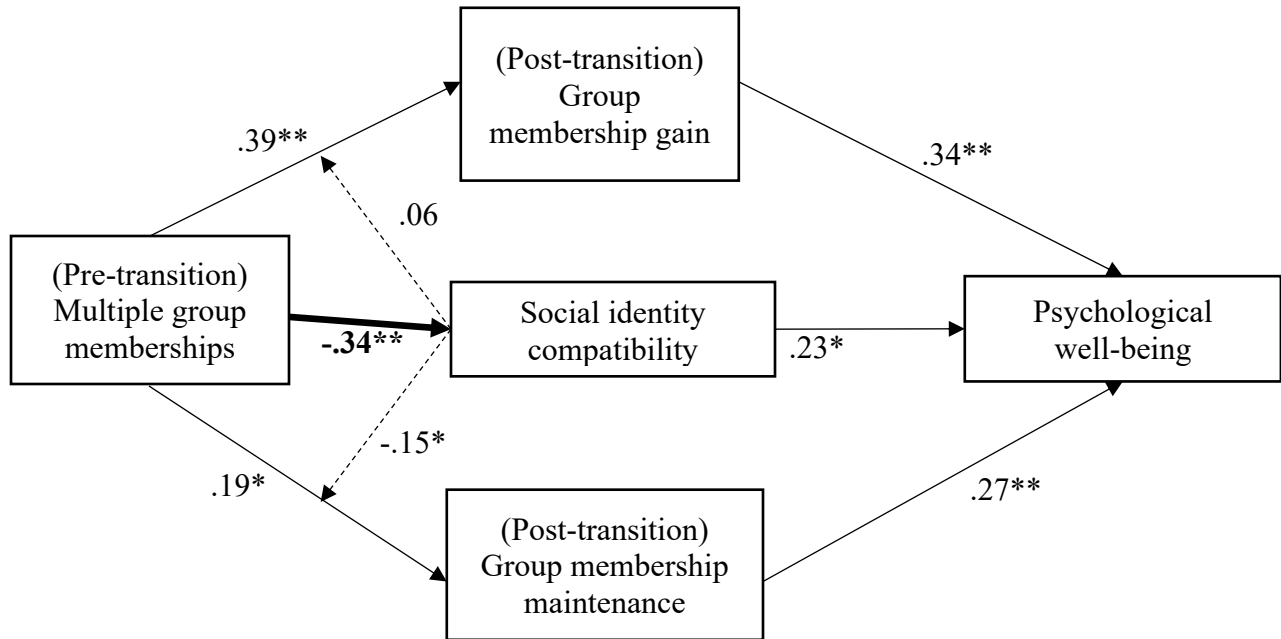 (Post-transition)
Group
membership gain
.39**
.34**
.06
(Pre-transition)
Multiple group
memberships
-.34**
Social identity
compatibility
.23*
Psychological
well-being
-.15*
.19*
.27**
(Post-transition)
Group membership
maintenance